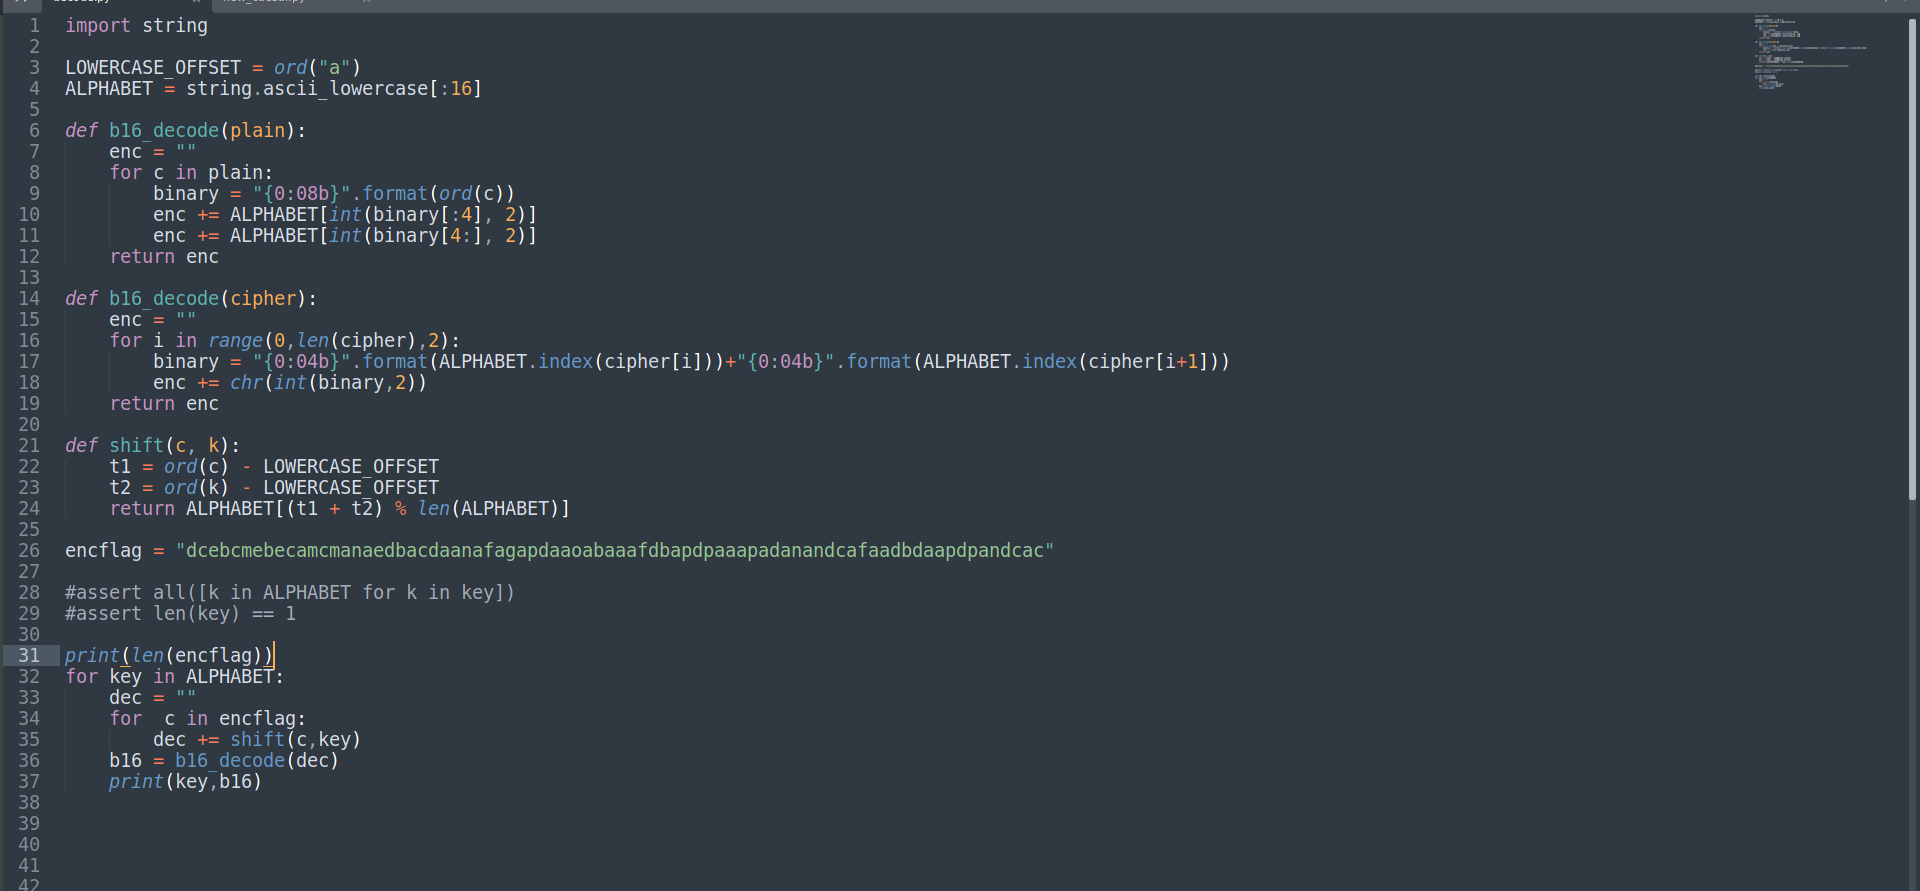 1 import string
2
3 LOWERCASE_OFFSET = ord("a")
4 ALPHABET = string.ascii_lowercase[:16]
5
6 def b16_decode(plain):
7     enc = ""
8     for c in plain:
9         binary = "{0:08b}".format(ord(c))
10         enc += ALPHABET[int(binary[:4], 2)]
11         enc += ALPHABET[int(binary[4:], 2)]
12     return enc
13
14 def b16_decode(cipher):
15     enc = ""
16     for i in range(0,len(cipher),2):
17         binary = "{0:04b}".format(ALPHABET.index(cipher[i]))+"{0:04b}".format(ALPHABET.index(cipher[i+1]))
18         enc += chr(int(binary,2))
19     return enc
20
21 def shift(c, k):
22     t1 = ord(c) - LOWERCASE_OFFSET
23     t2 = ord(k) - LOWERCASE_OFFSET
24     return ALPHABET[(t1 + t2) % len(ALPHABET)]
25
26 encflag = "dcebcmebecamcmanaedbacdaanafagapdaaoabaaafdbapdpaaapadanandcafaadbdaapdpandcac"
27
28 #assert all([k in ALPHABET for k in key])
29 #assert len(key) == 1
30
31 print(len(encflag))
32 for key in ALPHABET:
33     dec = ""
34     for  c in encflag:
35         dec += shift(c,key)
36     b16 = b16_decode(dec)
37     print(key,b16)
38
39
40
41
42